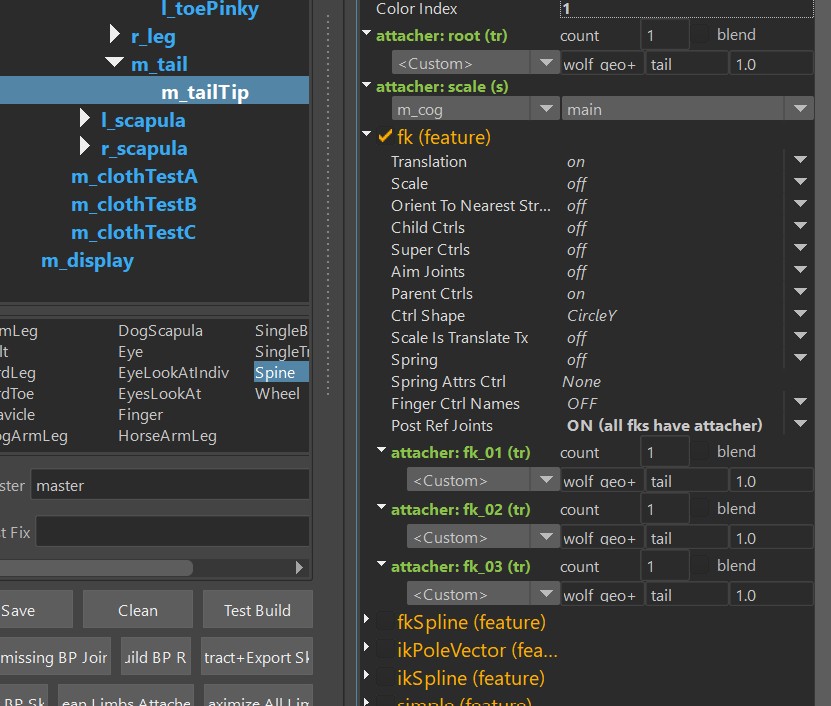 l_toePinky
r_leg
m_tail
m_tailTip
l_scapula
r_scapula
m_clothTestA
m_clothTestB
m_clothTestC
m_display
mLeg DogScapula SingleB
lt Eye SingleTr
rdLeg EyeLookAtIndiv Spine
rdToe EyesLookAt Wheel
avicle Finger
ogArmLeg HorseArmLeg
ster master
t Fix
Save Clean Test Build
missing BP Join uild BP R tract+Export Sk
BP Sk ean Limbs Attache aximize All Lim
Color Index 1
attacher: root (tr) count 1 blend
<Custom> wolf_geo+ tail 1.0
attacher: scale (s)
m_cog main
fk (feature)
Translation on
Scale off
Orient To Nearest Str... off
Child Ctrls off
Super Ctrls off
Aim Joints off
Parent Ctrls on
Ctrl Shape CircleY
Scale Is Translate Tx off
Spring off
Spring Attrs Ctrl None
Finger Ctrl Names OFF
Post Ref Joints ON (all fks have attacher)
attacher: fk_01 (tr) count 1 blend
<Custom> wolf_geo+ tail 1.0
attacher: fk_02 (tr) count 1 blend
<Custom> wolf_geo+ tail 1.0
attacher: fk_03 (tr) count 1 blend
<Custom> wolf_geo+ tail 1.0
fkSpline (feature)
ikPoleVector (fea...
ikSpline (feature)
simple (feature)